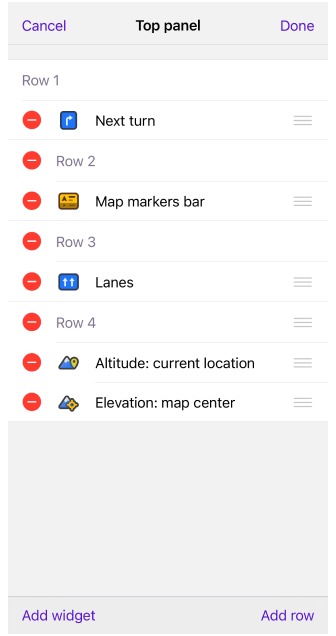 Cancel Top panel Done
Row 1
Next turn
Row 2
Map markers bar
Row 3
Lanes
Row 4
Altitude: current location
Elevation: map center
Add widget Add row